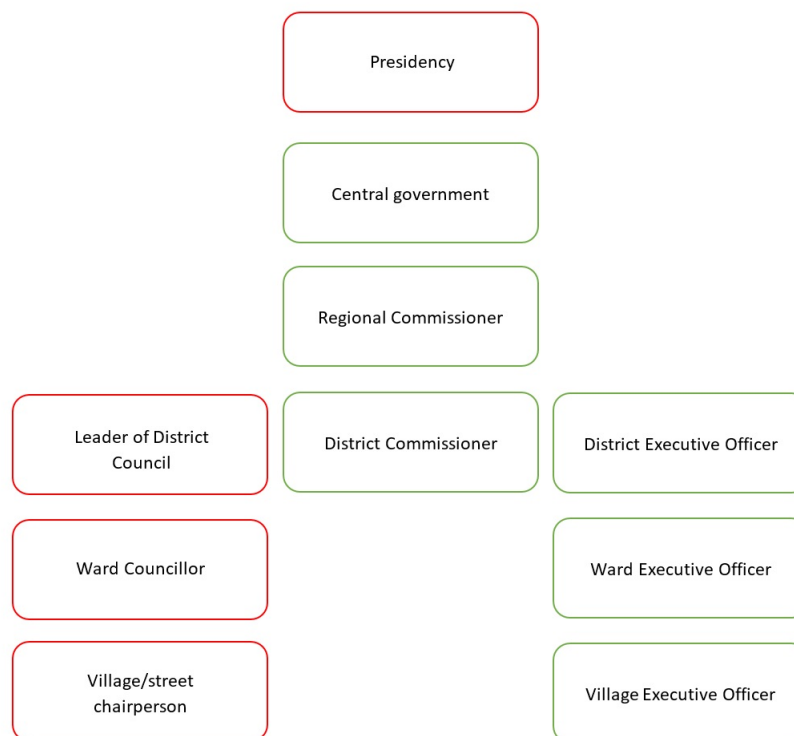 Presidency
Central government
Regional Commissioner
Leader of District
Council
District Commissioner
District Executive Officer
Ward Councillor
Ward Executive Officer
Village/street
chairperson
Village Executive Officer